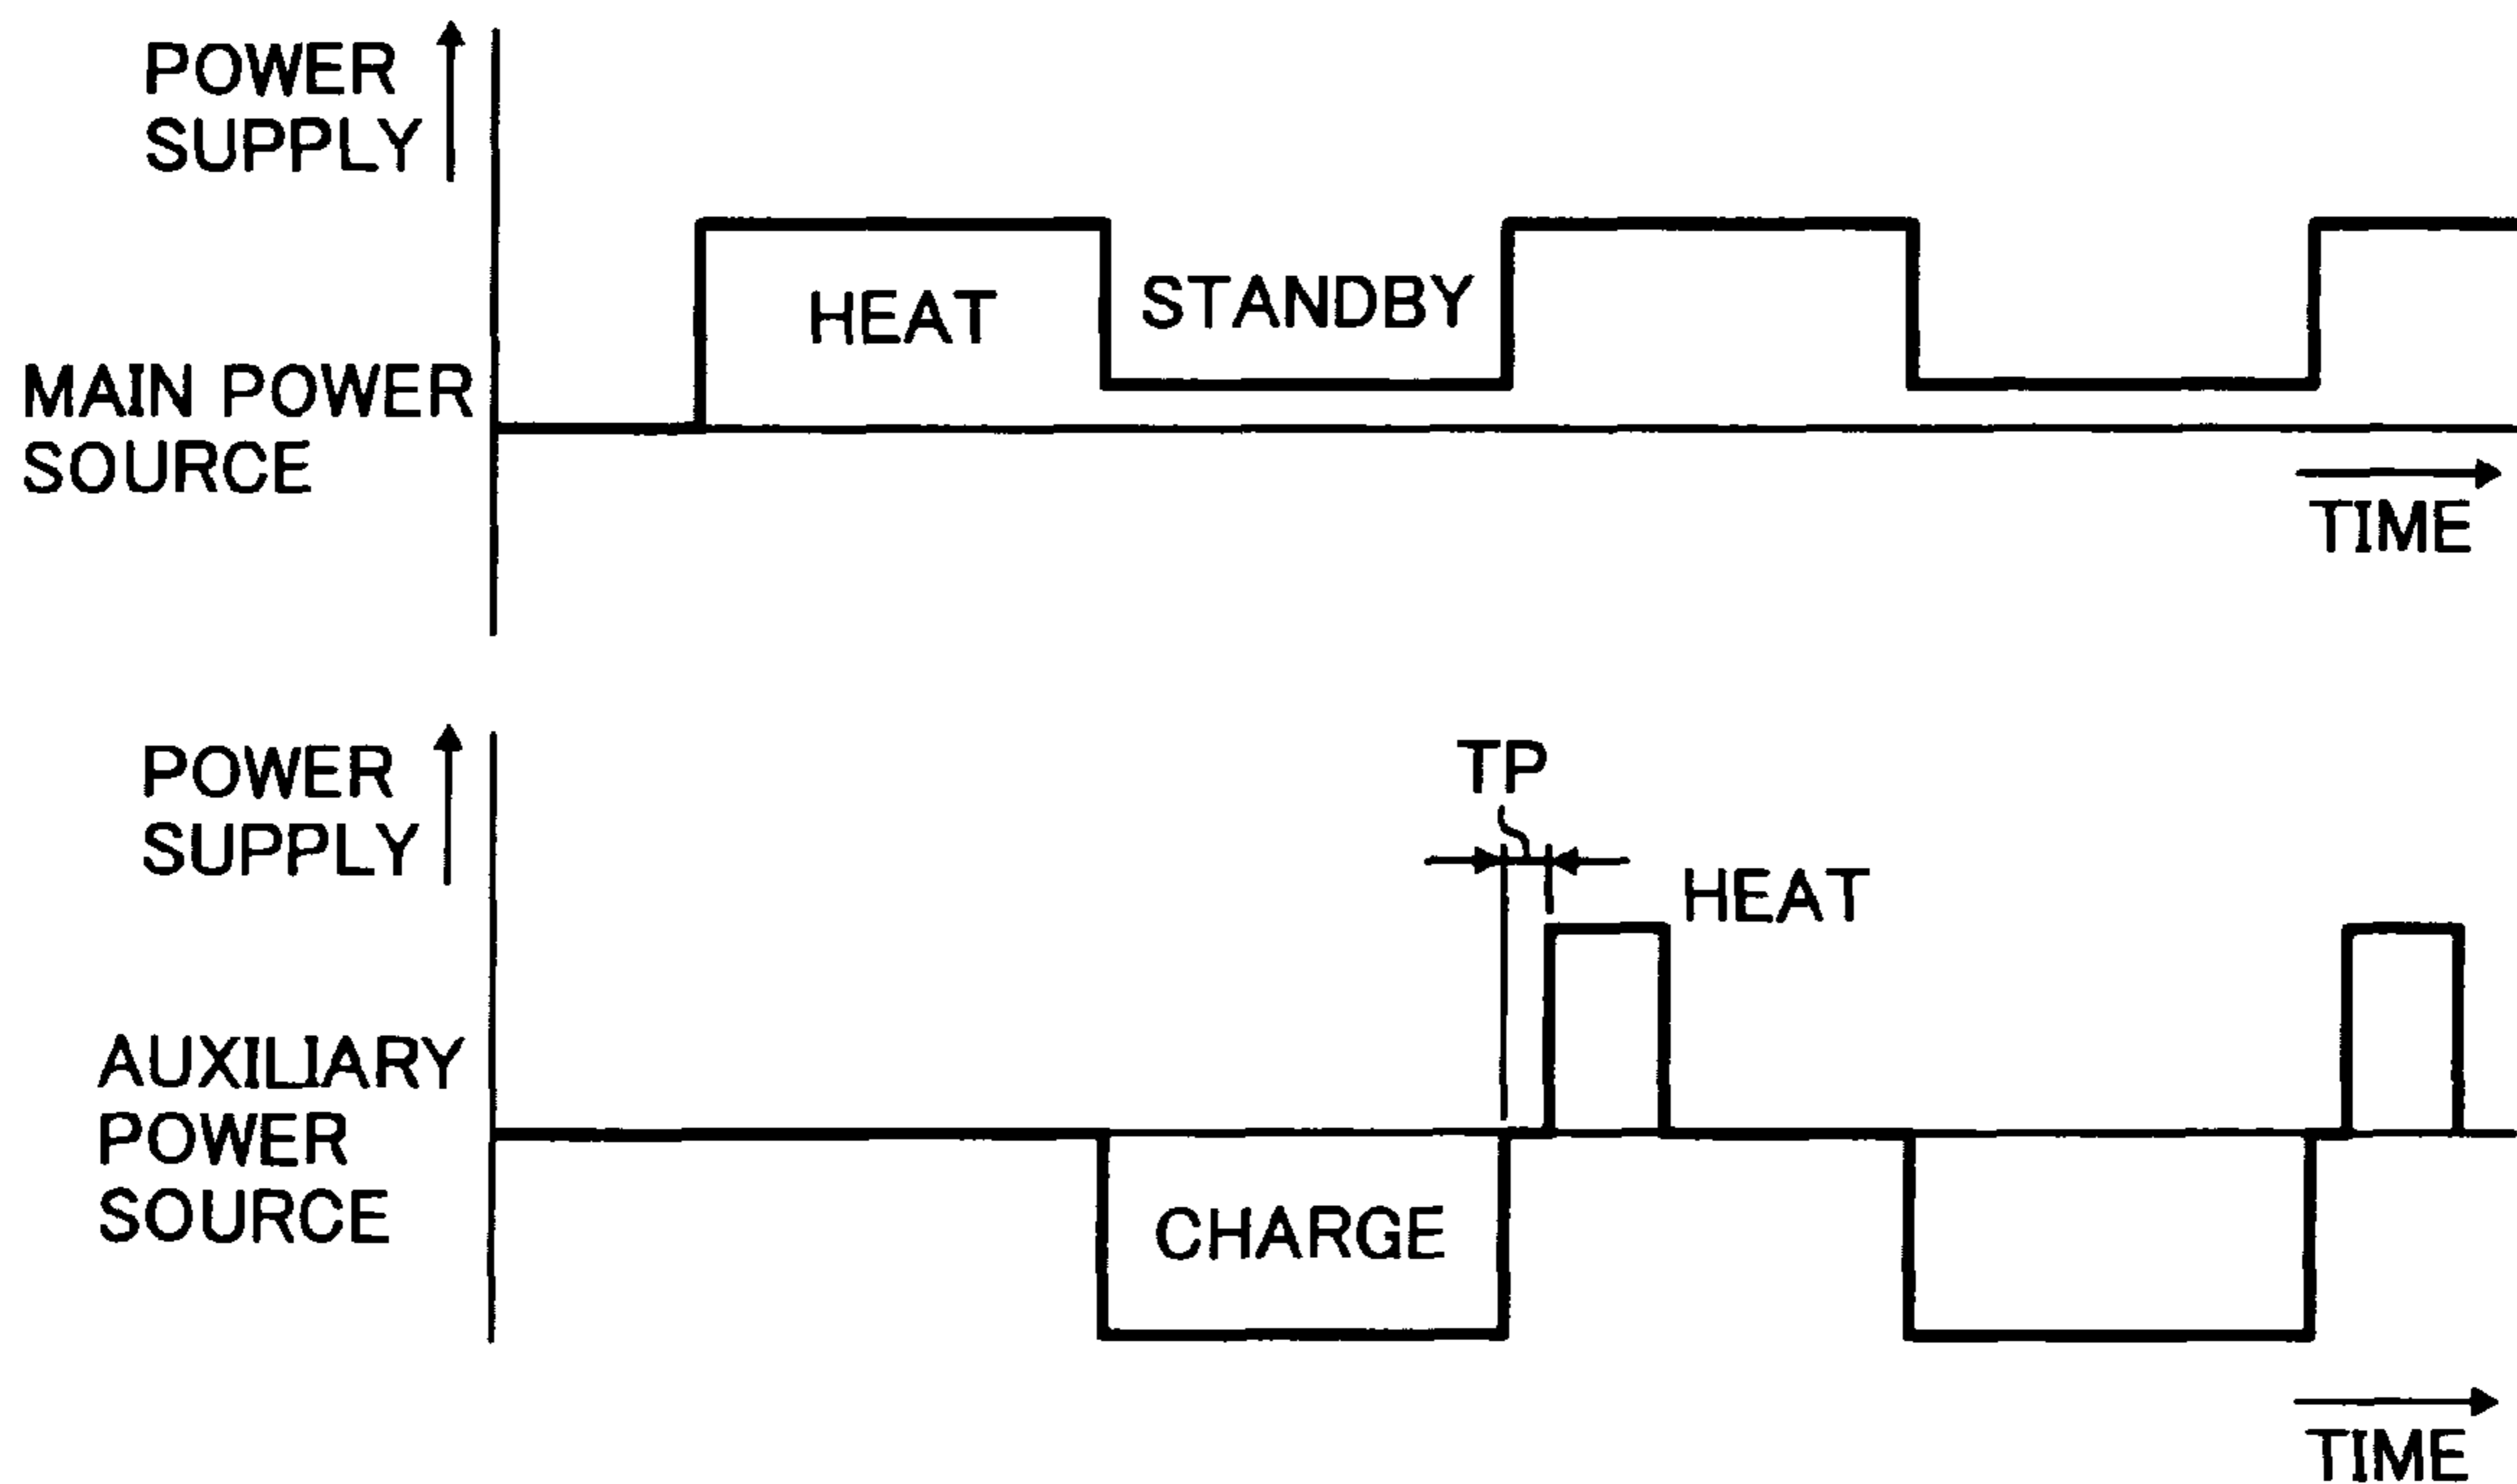 POWER
SUPPLY
HEAT
STANDBY
MAIN POWER
SOURCE
TIME
POWER
SUPPLY
TP
HEAT
AUXILIARY
POWER
SOURCE
CHARGE
TIME